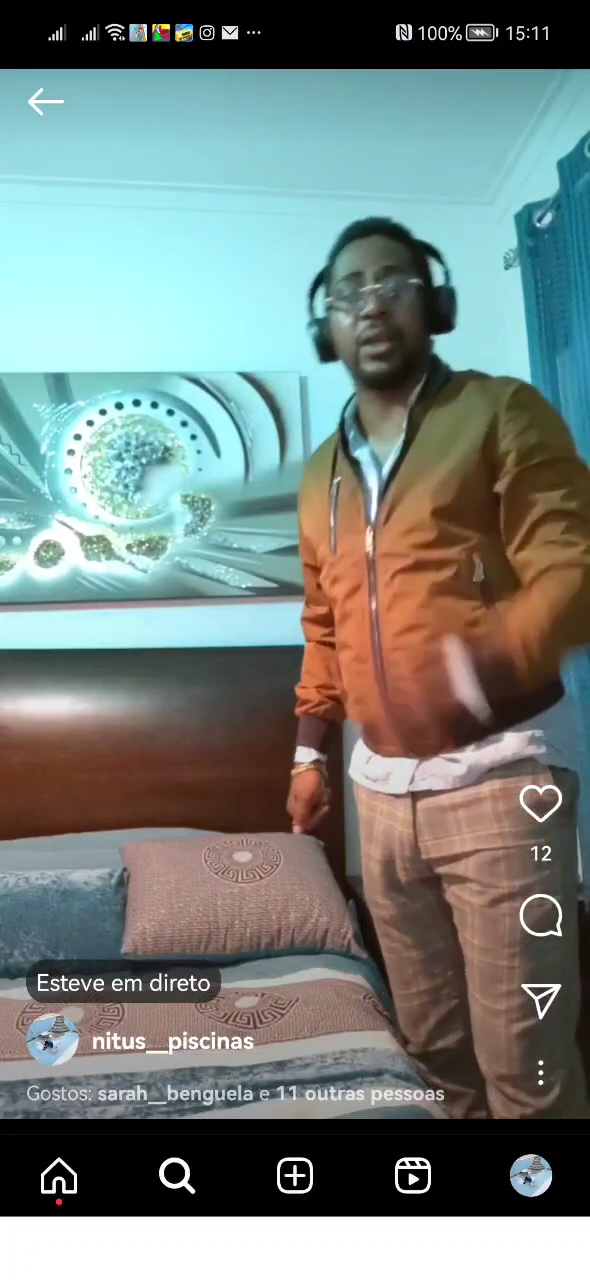 100% 15:11
12
Esteve em direto
nitus__piscinas
Gostos: sarah__benguela e 11 outras pessoas